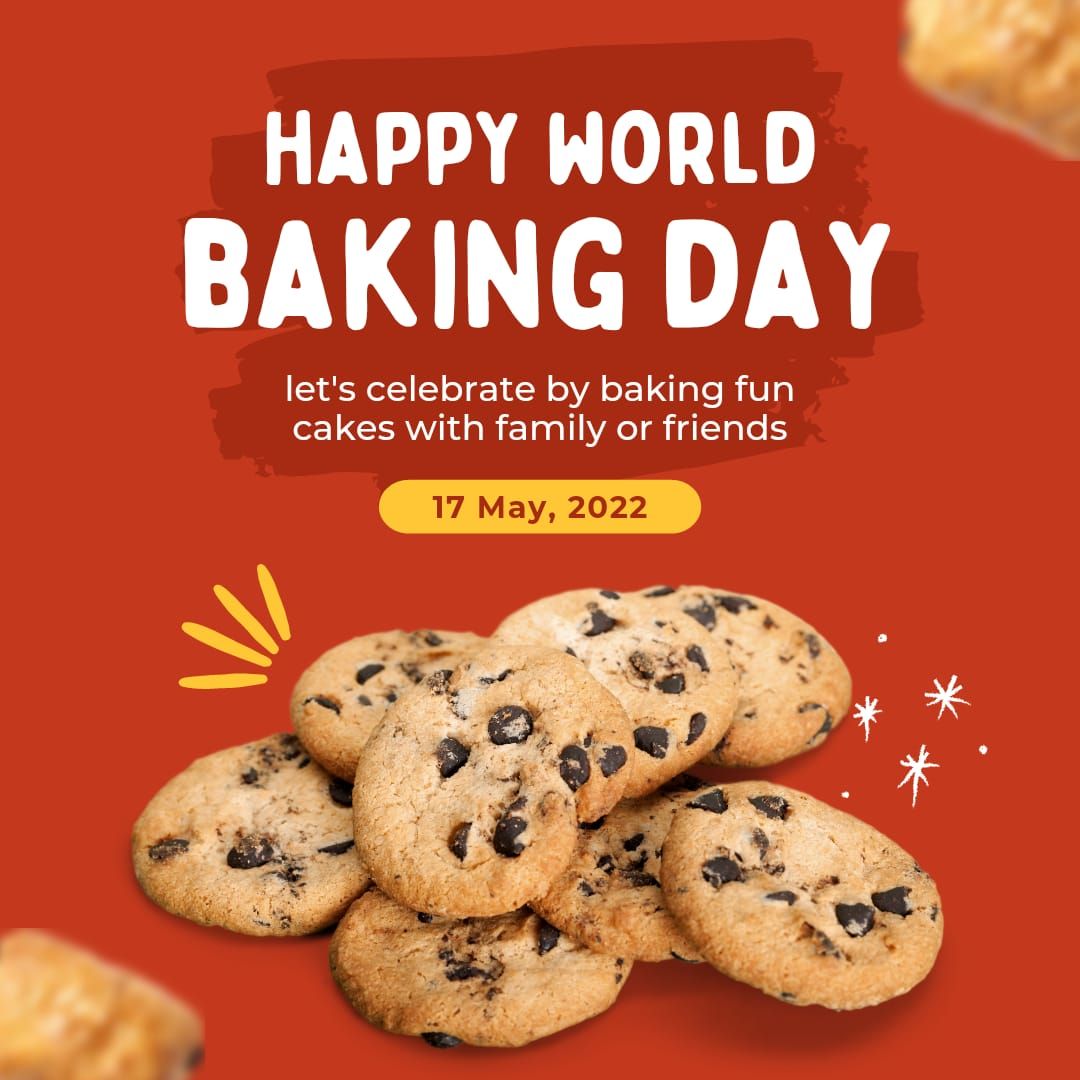 HAPPY WORLD
BAKING DAY
let's celebrate by baking fun
cakes with family or friends
17 May, 2022